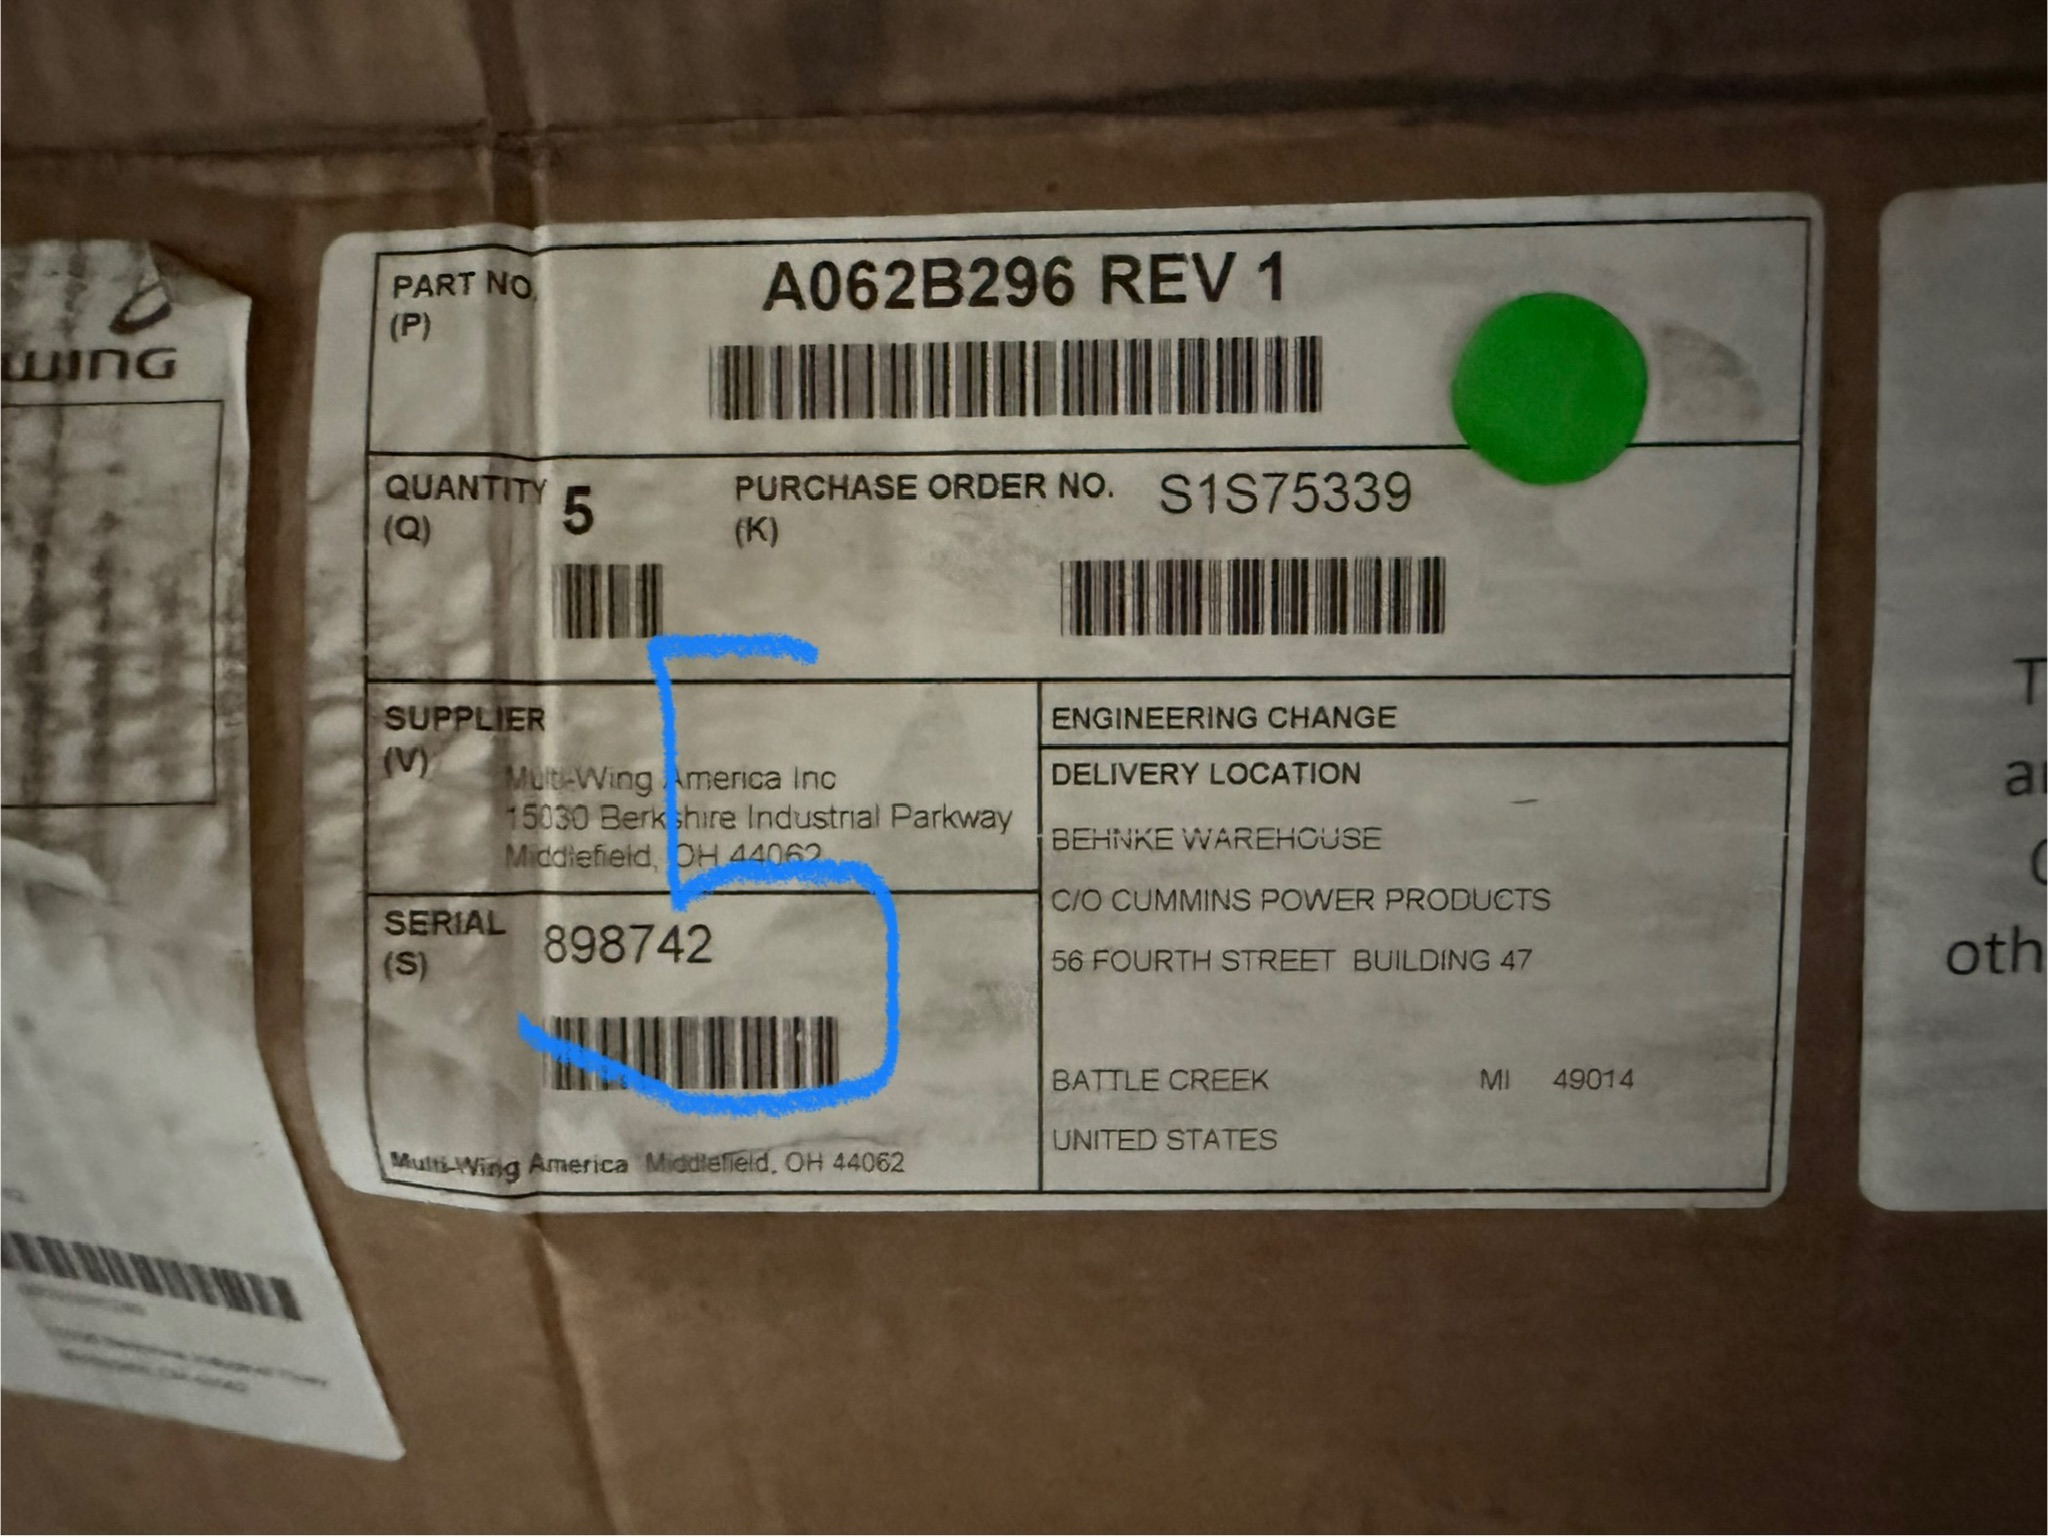 WING
PART NO.
(P)
A062B296 REV 1
QUANTITY
(Q)
5
PURCHASE ORDER NO.
(K)
S1S75339
SUPPLIER
(V)
Multi-Wing America Inc
15030 Berkshire Industrial Parkway
Middlefield, OH 44062
5
SERIAL
(S)
898742
Multi-Wing America Middlefield, OH 44062
ENGINEERING CHANGE
DELIVERY LOCATION
BEHNKE WAREHOUSE
C/O CUMMINS POWER PRODUCTS
56 FOURTH STREET BUILDING 47
BATTLE CREEK MI 49014
UNITED STATES